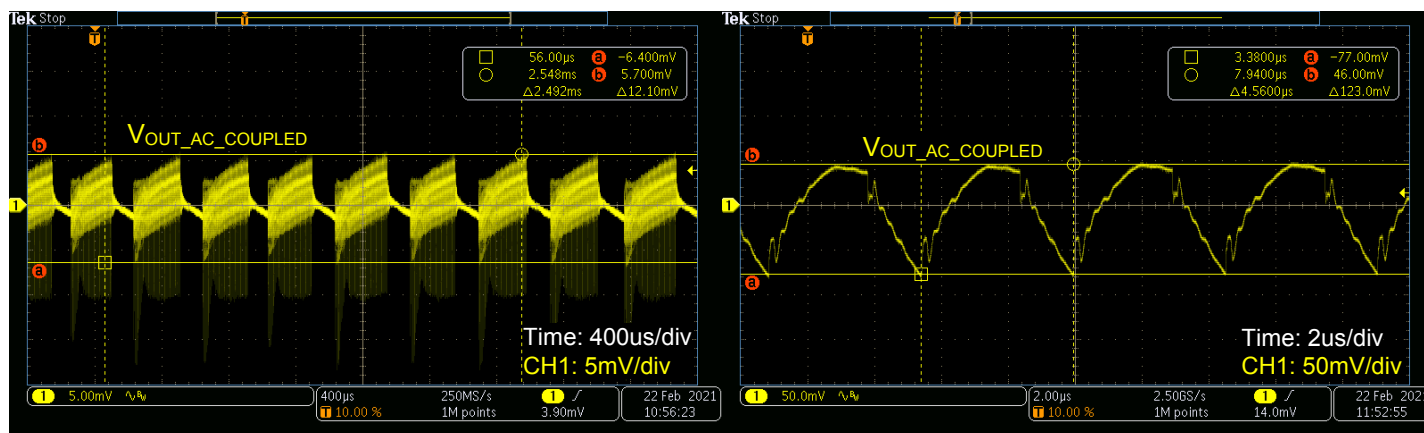 Tek Stop
T
T
56.00µs a -6.400mV
2.548ms b 5.700mV
Δ2.492ms Δ12.10mV
VOUT_AC_COUPLED
b
1
a
Time: 400us/div
CH1: 5mV/div
1 5.00mV
400µs 250MS/s 1
T 10.00 % 1M points 3.90mV
22 Feb 2021
10:56:23
Tek Stop
T
T
3.3800µs a -77.00mV
7.9400µs b 46.00mV
Δ4.5600µs Δ123.0mV
VOUT_AC_COUPLED
b
1
a
Time: 2us/div
CH1: 50mV/div
1 50.0mV
2.00µs 2.50GS/s 1
T 10.00 % 1M points 14.0mV
22 Feb 2021
11:52:55